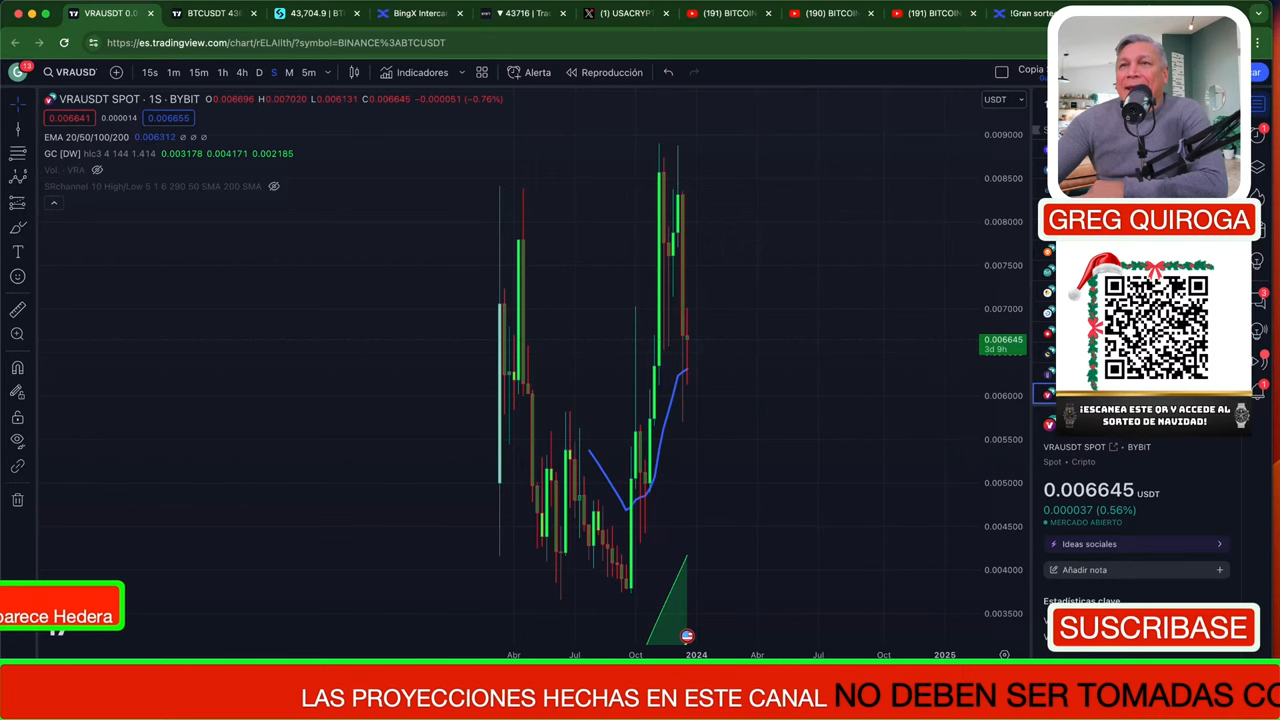 VRAUSDT 0.0
BTCUSDT 43
43,704.9 | BT
BingX Interca
▼ 43716 | Tra
(1) USACRYP
(191) BITCOIN
(190) BITCOIN
(191) BITCOIN
!Gran sorte
https://es.tradingview.com/chart/rELAllth/?symbol=BINANCE%3ABTCUSDT
G
13
VRAUSDT
15s
1m
15m
1h
4h
D
S
M
5m
Indicadores
Alerta
Reproducción
Copia S
VRAUSDT SPOT · 1S · BYBIT O0.006696 H0.007020 L0.006131 C0.006645 −0.000051 (−0.76%)
0.006641 0.000014 0.006655
EMA 20/50/100/200 0.006312 ∅ ∅ ∅
GC [DW] hlc3 4 144 1.414 0.003178 0.004171 0.002185
Vol. · VRA
SRchannel 10 High/Low 5 1 6 290 50 SMA 200 SMA
USDT
0.009000
0.008500
0.008000
0.007500
0.007000
0.006645
3d 9h
0.006000
0.005500
0.005000
0.004500
0.004000
0.003500
Abr
Jul
Oct
2024
Abr
Jul
Oct
2025
GREG QUIROGA
¡ESCANEA ESTE QR Y ACCEDE AL
SORTEO DE NAVIDAD!
VRAUSDT SPOT • BYBIT
Spot • Cripto
0.006645 USDT
0.000037 (0.56%)
MERCADO ABIERTO
Ideas sociales
Añadir nota
Estadísticas clave
SUSCRIBASE
1
3
1
parece Hedera
LAS PROYECCIONES HECHAS EN ESTE CANAL NO DEBEN SER TOMADAS CO